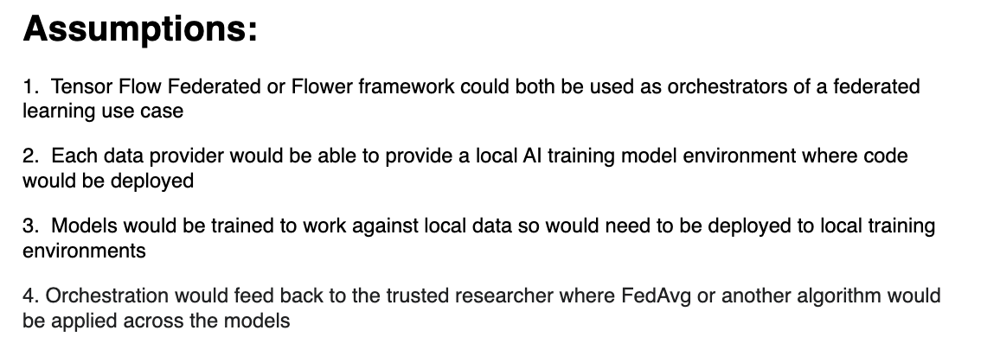 Assumptions:
1. Tensor Flow Federated or Flower framework could both be used as orchestrators of a federated
learning use case
2. Each data provider would be able to provide a local AI training model environment where code
would be deployed
3. Models would be trained to work against local data so would need to be deployed to local training
environments
4. Orchestration would feed back to the trusted researcher where FedAvg or another algorithm would
be applied across the models